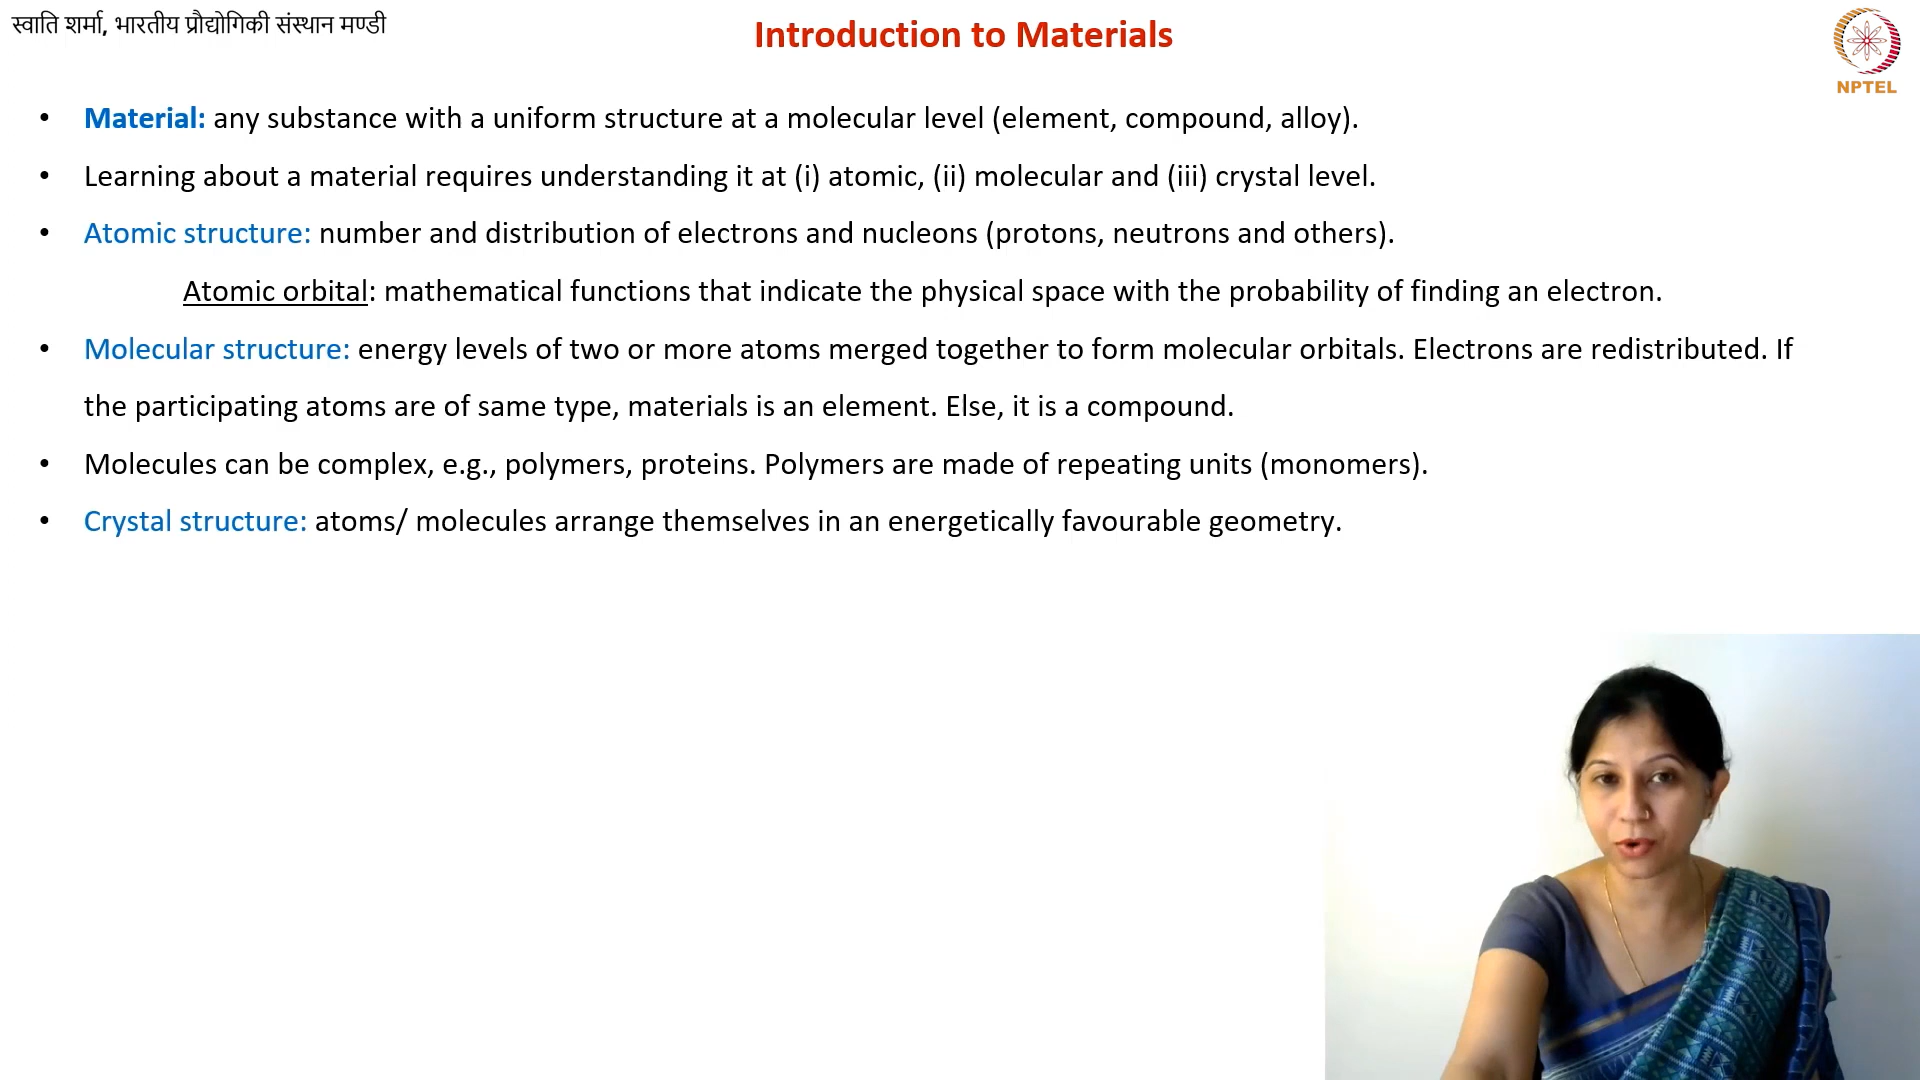 स्वाति शर्मा, भारतीय प्रौद्योगिकी संस्थान मण्डी
Introduction to Materials
NPTEL
• Material: any substance with a uniform structure at a molecular level (element, compound, alloy).
• Learning about a material requires understanding it at (i) atomic, (ii) molecular and (iii) crystal level.
• Atomic structure: number and distribution of electrons and nucleons (protons, neutrons and others).
Atomic orbital: mathematical functions that indicate the physical space with the probability of finding an electron.
• Molecular structure: energy levels of two or more atoms merged together to form molecular orbitals. Electrons are redistributed. If
the participating atoms are of same type, materials is an element. Else, it is a compound.
• Molecules can be complex, e.g., polymers, proteins. Polymers are made of repeating units (monomers).
• Crystal structure: atoms/ molecules arrange themselves in an energetically favourable geometry.